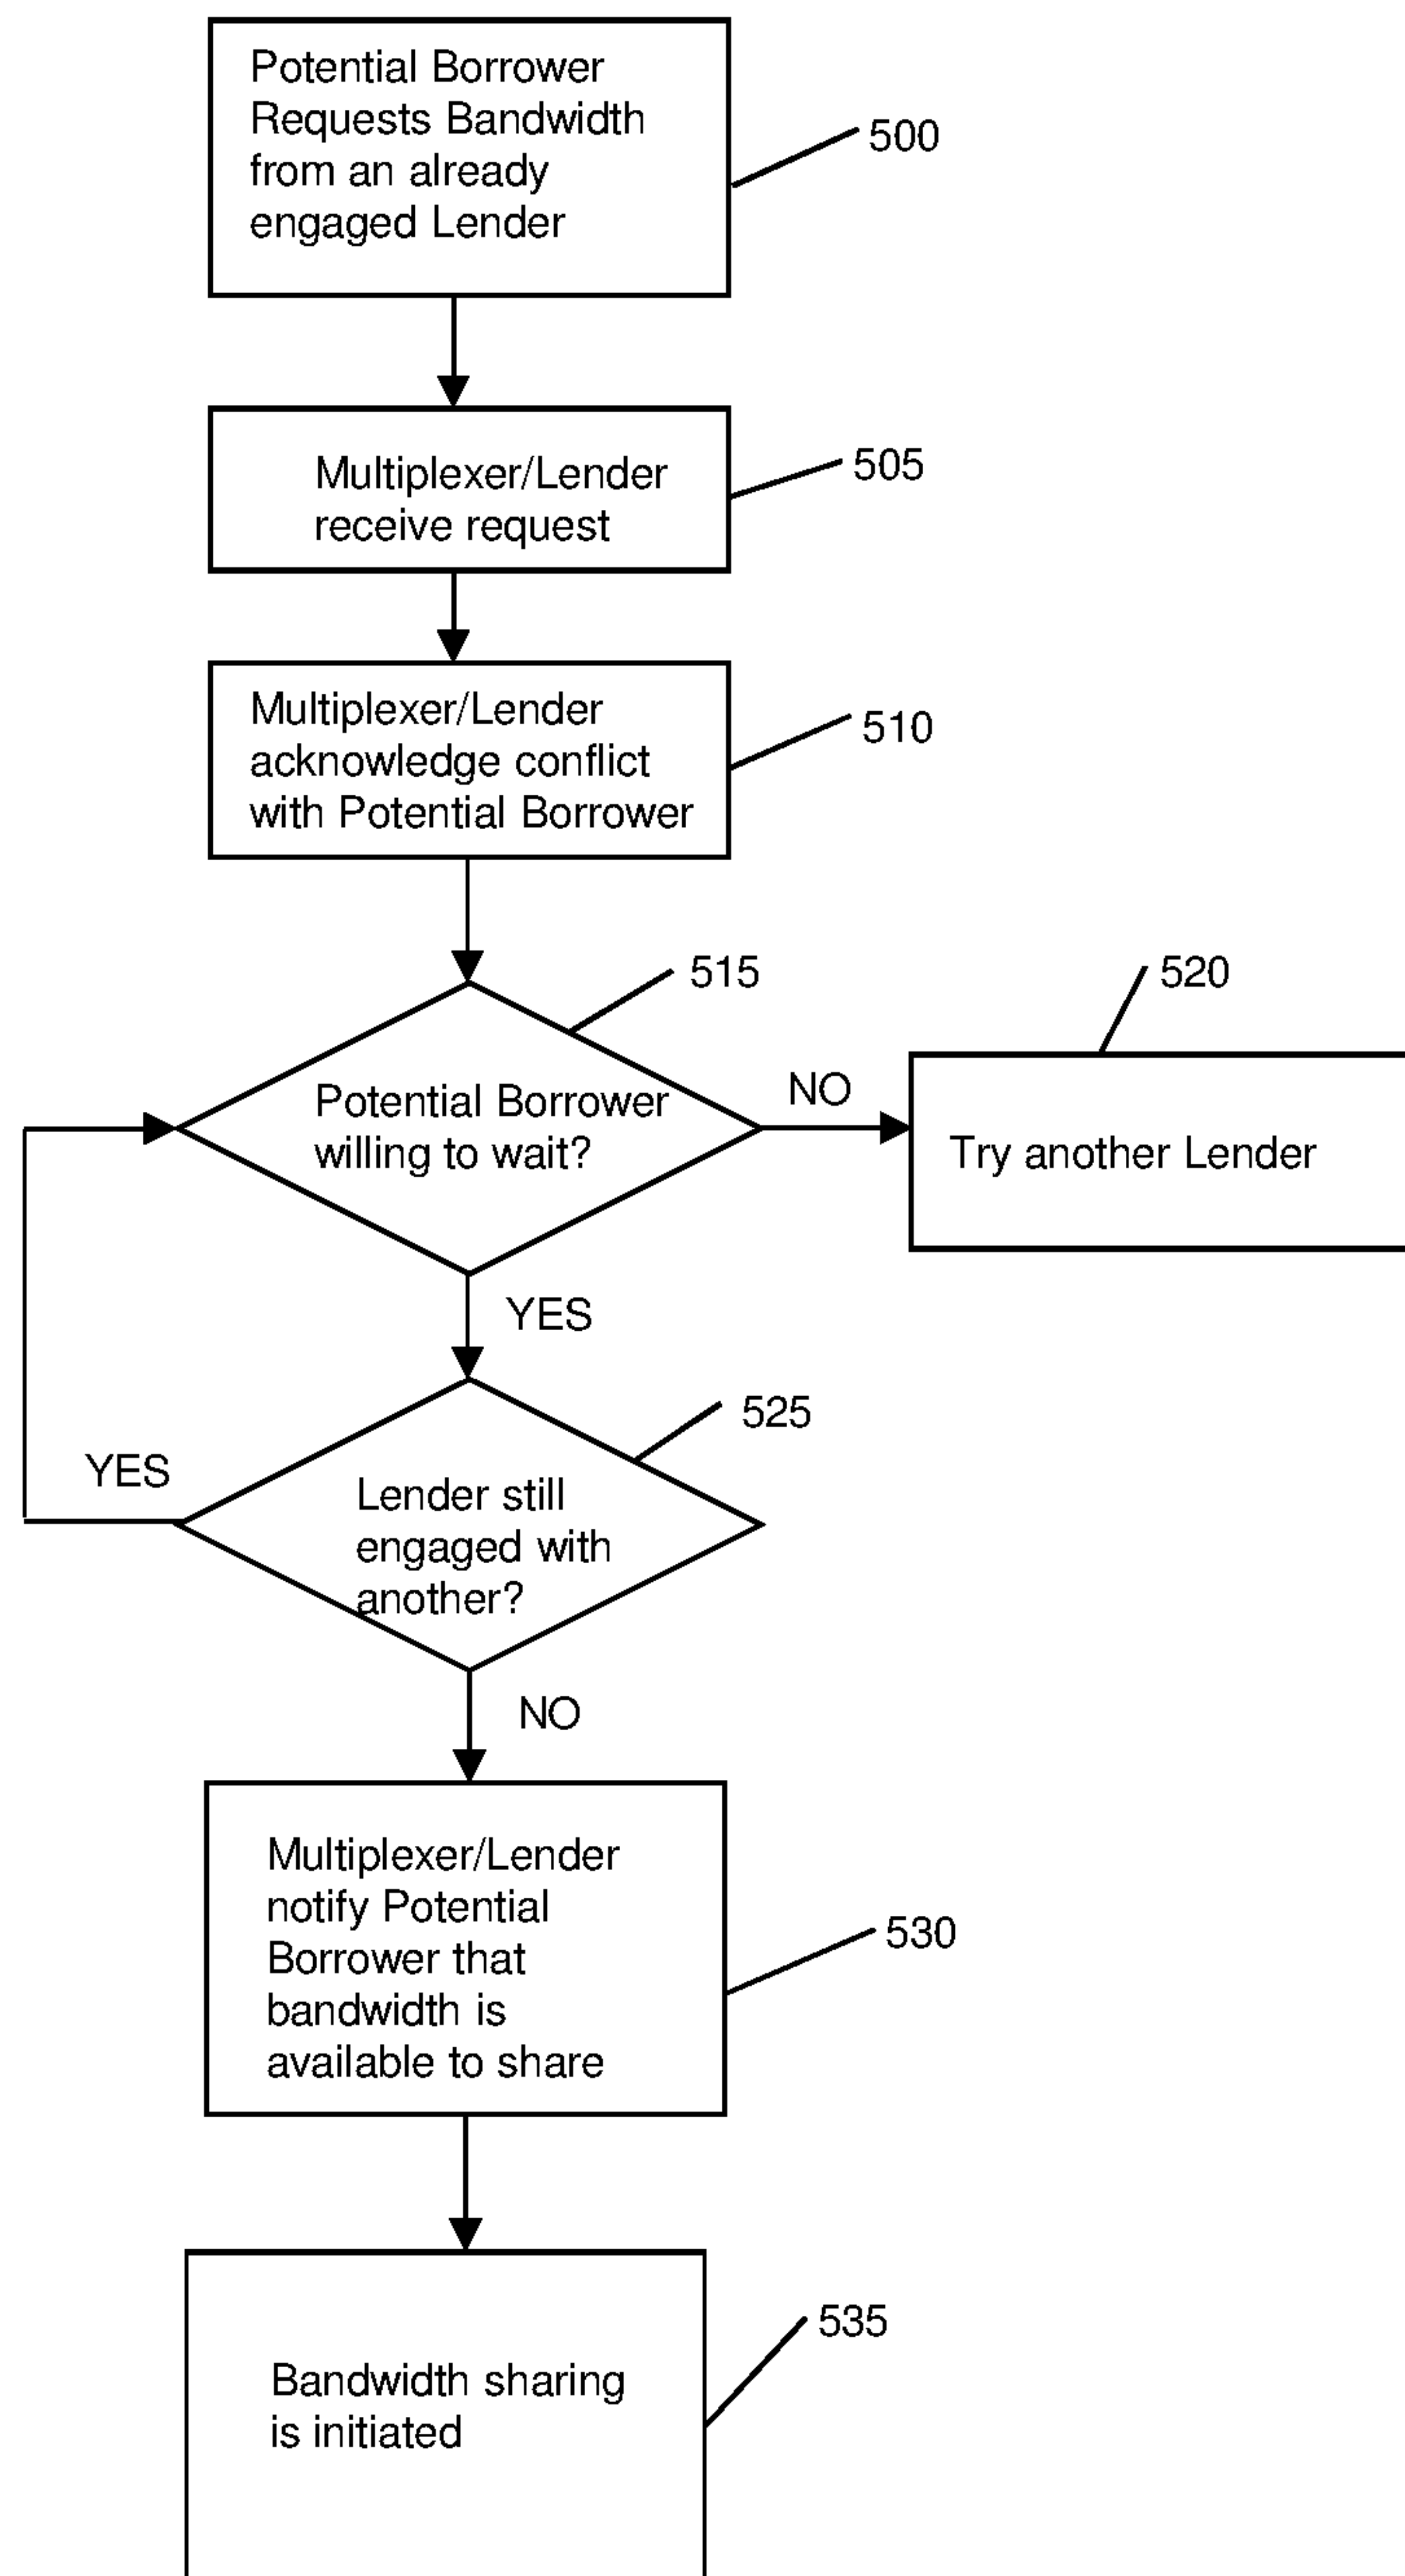 Potential Borrower
Requests Bandwidth
from an already
engaged Lender
500
Multiplexer/Lender
receive request
505
Multiplexer/Lender
acknowledge conflict
with Potential Borrower
510
515
520
Potential Borrower
willing to wait?
NO
Try another Lender
YES
525
YES
Lender still
engaged with
another?
NO
Multiplexer/Lender
notify Potential
Borrower that
bandwidth is
available to share
530
535
Bandwidth sharing
is initiated